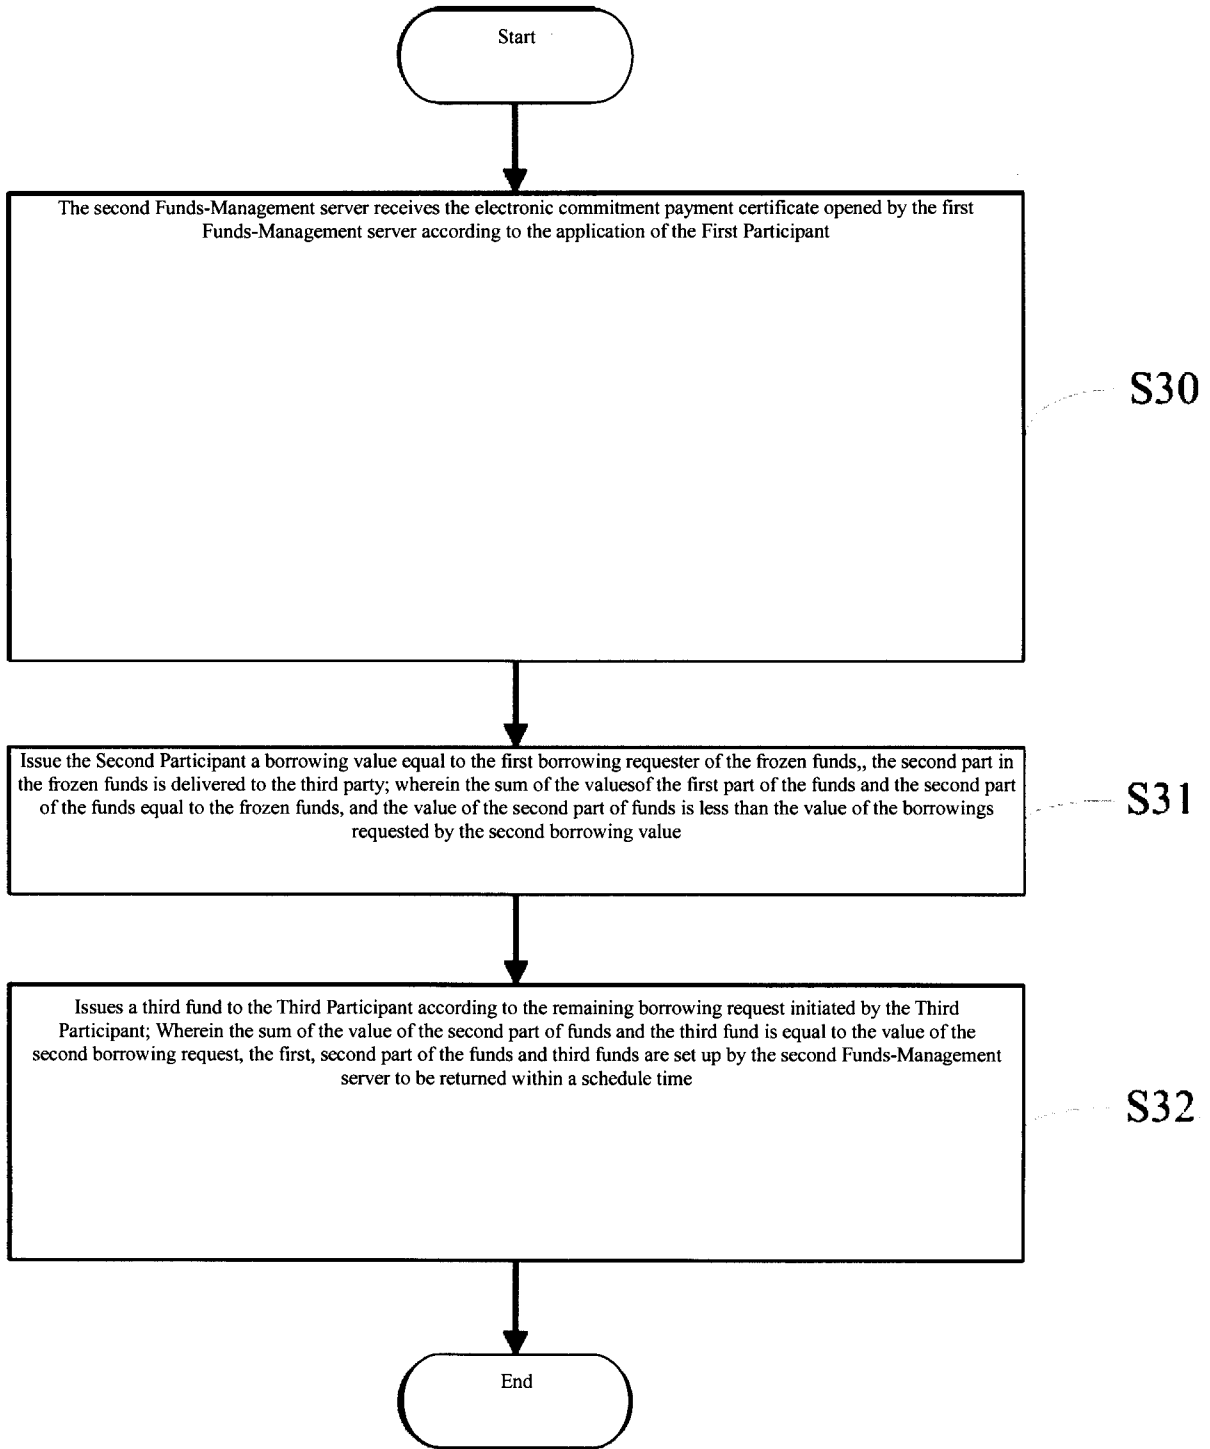 Start
The second Funds-Management server receives the electronic commitment payment certificate opened by the first
Funds-Management server according to the application of the First Participant
S30
Issue the Second Participant a borrowing value equal to the first borrowing requester of the frozen funds,, the second part in
the frozen funds is delivered to the third party; wherein the sum of the valuesof the first part of the funds and the second part
of the funds equal to the frozen funds, and the value of the second part of funds is less than the value of the borrowings
requested by the second borrowing value
S31
Issues a third fund to the Third Participant according to the remaining borrowing request initiated by the Third
Participant; Wherein the sum of the value of the second part of funds and the third fund is equal to the value of the
second borrowing request, the first, second part of the funds and third funds are set up by the second Funds-Management
server to be returned within a schedule time
S32
End